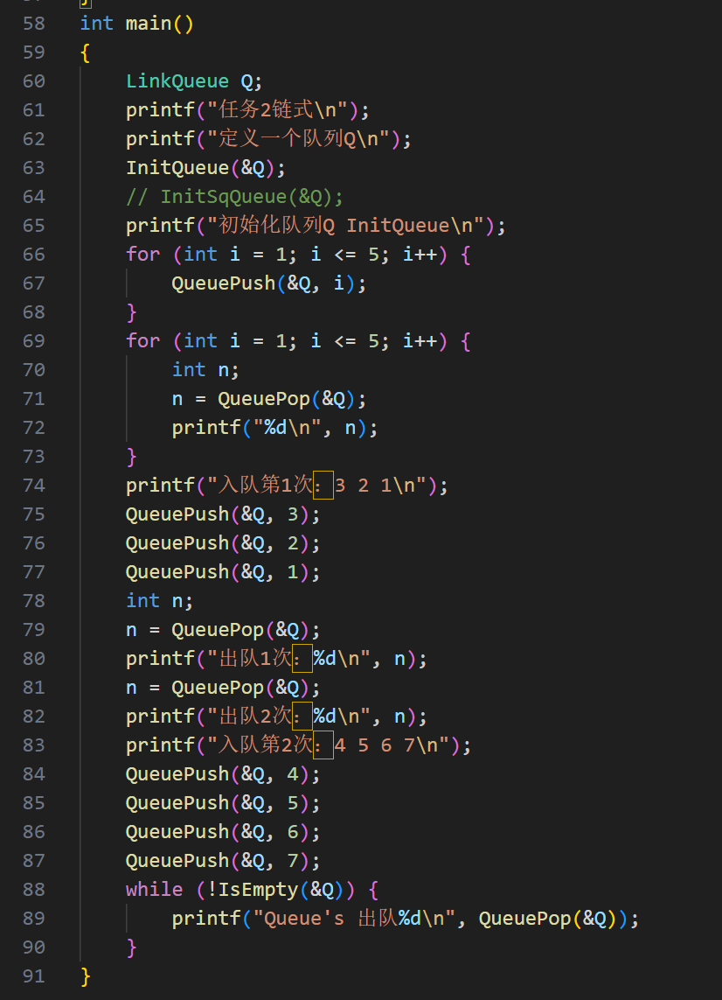 58 int main()
59 {
60     LinkQueue Q;
61     printf("任务2链式\n");
62     printf("定义一个队列Q\n");
63     InitQueue(&Q);
64     // InitSqQueue(&Q);
65     printf("初始化队列Q InitQueue\n");
66     for (int i = 1; i <= 5; i++) {
67         QueuePush(&Q, i);
68     }
69     for (int i = 1; i <= 5; i++) {
70         int n;
71         n = QueuePop(&Q);
72         printf("%d\n", n);
73     }
74     printf("入队第1次：3 2 1\n");
75     QueuePush(&Q, 3);
76     QueuePush(&Q, 2);
77     QueuePush(&Q, 1);
78     int n;
79     n = QueuePop(&Q);
80     printf("出队1次：%d\n", n);
81     n = QueuePop(&Q);
82     printf("出队2次：%d\n", n);
83     printf("入队第2次：4 5 6 7\n");
84     QueuePush(&Q, 4);
85     QueuePush(&Q, 5);
86     QueuePush(&Q, 6);
87     QueuePush(&Q, 7);
88     while (!IsEmpty(&Q)) {
89         printf("Queue's 出队%d\n", QueuePop(&Q));
90     }
91 }